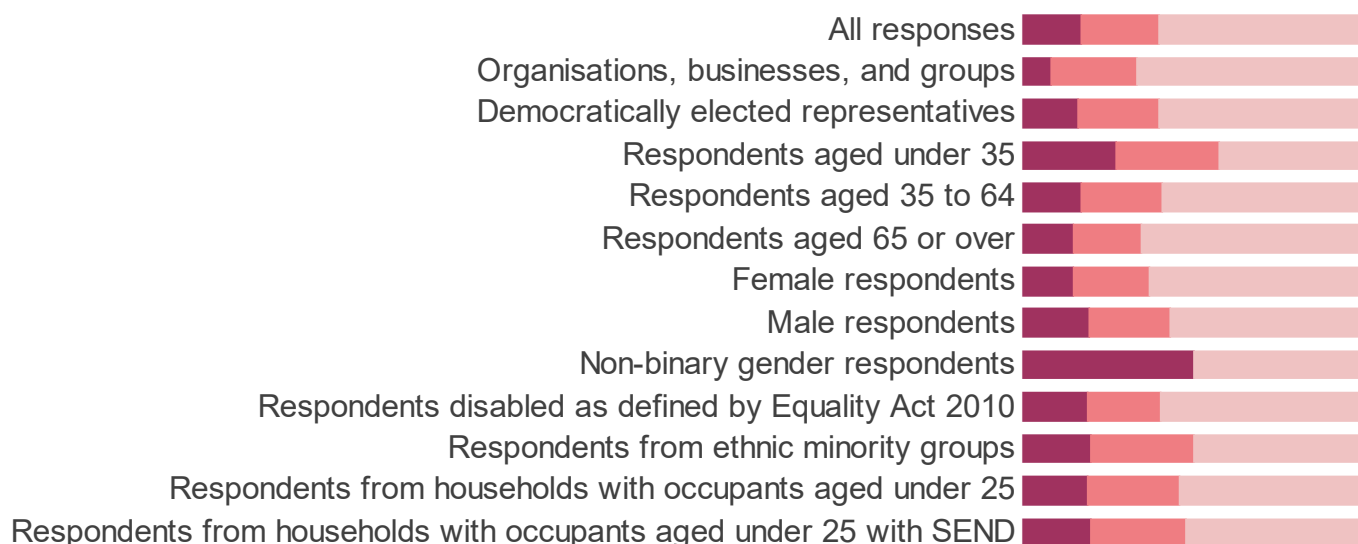 All responses
Organisations, businesses, and groups
Democratically elected representatives
Respondents aged under 35
Respondents aged 35 to 64
Respondents aged 65 or over
Female respondents
Male respondents
Non-binary gender respondents
Respondents disabled as defined by Equality Act 2010
Respondents from ethnic minority groups
Respondents from households with occupants aged under 25
Respondents from households with occupants aged under 25 with SEND